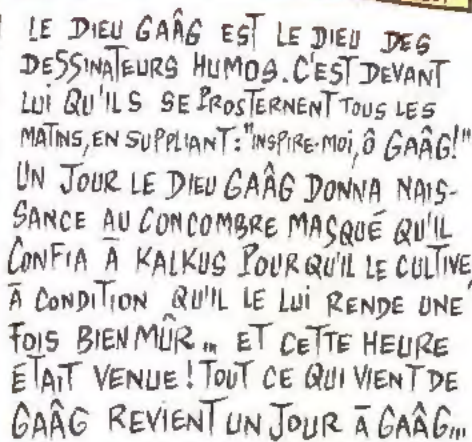 LE DIEU GAÂG EST LE DIEU DES
DESSINATEURS HUMOS. C'EST DEVANT
LUI QU'ILS SE PROSTERNENT TOUS LES
MATINS, EN SUPPLIANT : "INSPIRE-MOI, Ô GAÂG!"
UN JOUR LE DIEU GAÂG DONNA NAIS-
SANCE AU CONCOMBRE MASQUÉ QU'IL
CONFIA À KALKUS POUR QU'IL LE CULTIVE,
À CONDITION QU'IL LE LUI RENDE UNE
FOIS BIEN MÛR... ET CETTE HEURE
ÉTAIT VENUE ! TOUT CE QUI VIENT DE
GAÂG REVIENT UN JOUR À GAÂG...